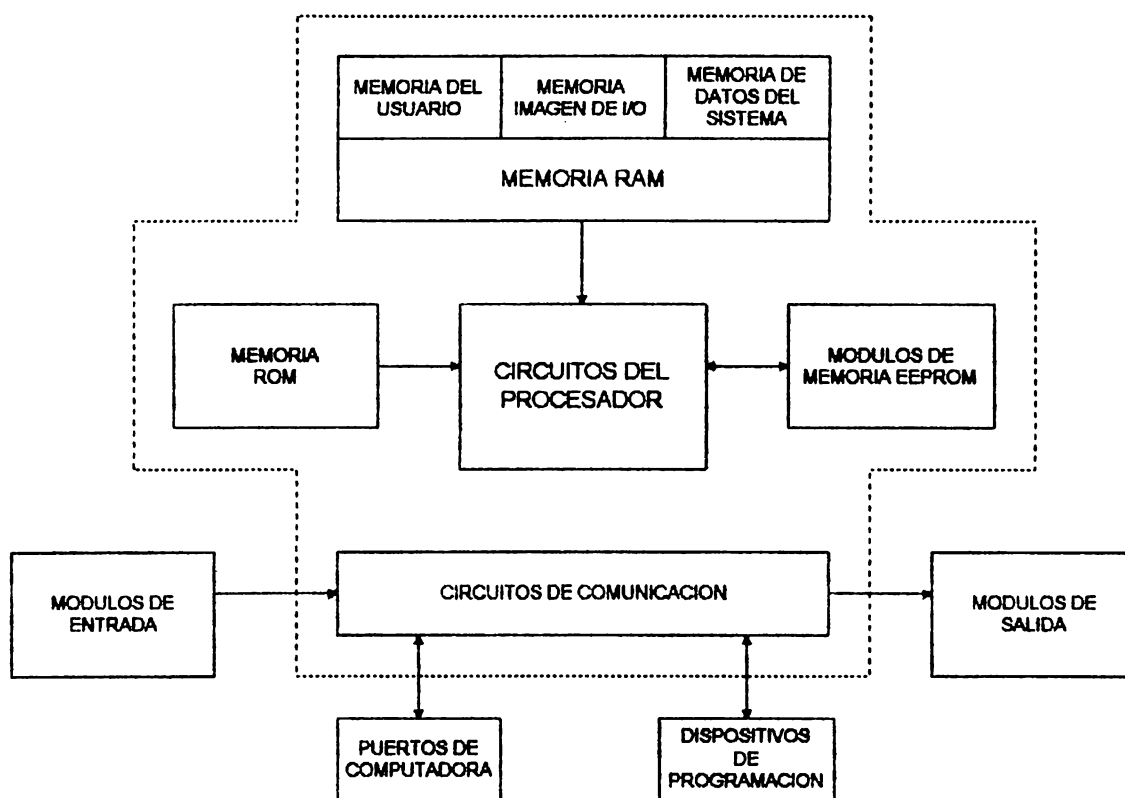 MEMORIA DEL
USUARIO
MEMORIA
IMAGEN DE I/O
MEMORIA DE
DATOS DEL
SISTEMA
MEMORIA RAM
MEMORIA
ROM
CIRCUITOS DEL
PROCESADOR
MODULOS DE
MEMORIA EEPROM
MODULOS DE
ENTRADA
CIRCUITOS DE COMUNICACION
MODULOS DE
SALIDA
PUERTOS DE
COMPUTADORA
DISPOSITIVOS
DE
PROGRAMACION